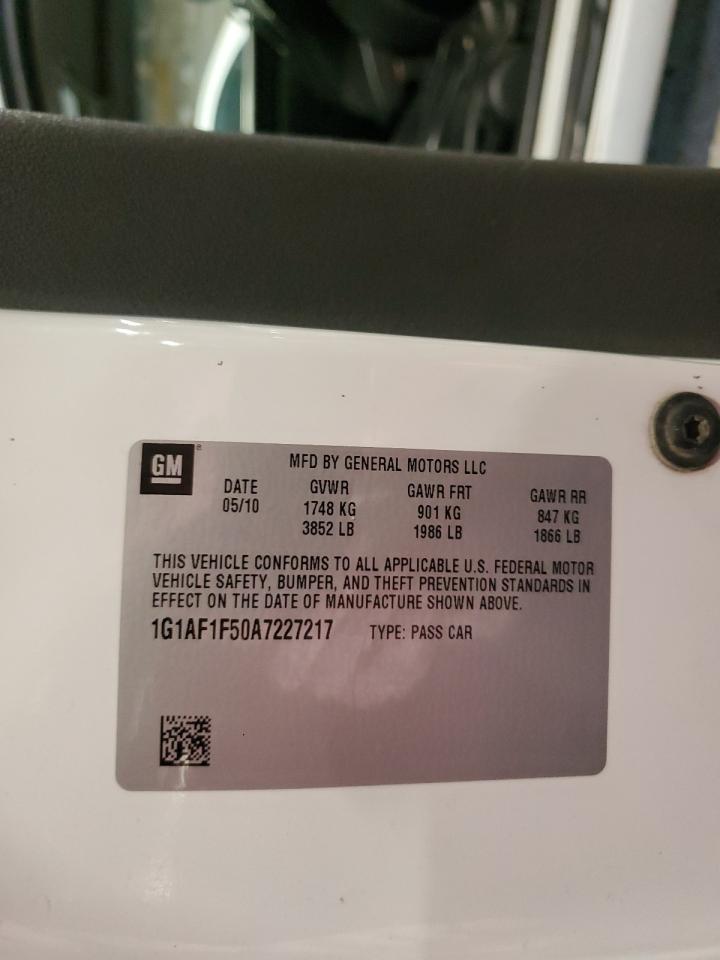 GM®
MFD BY GENERAL MOTORS LLC
DATE GVWR GAWR FRT GAWR RR
05/10 1748 KG 901 KG 847 KG
3852 LB 1986 LB 1866 LB
THIS VEHICLE CONFORMS TO ALL APPLICABLE U.S. FEDERAL MOTOR
VEHICLE SAFETY, BUMPER, AND THEFT PREVENTION STANDARDS IN
EFFECT ON THE DATE OF MANUFACTURE SHOWN ABOVE.
1G1AF1F50A7227217 TYPE: PASS CAR